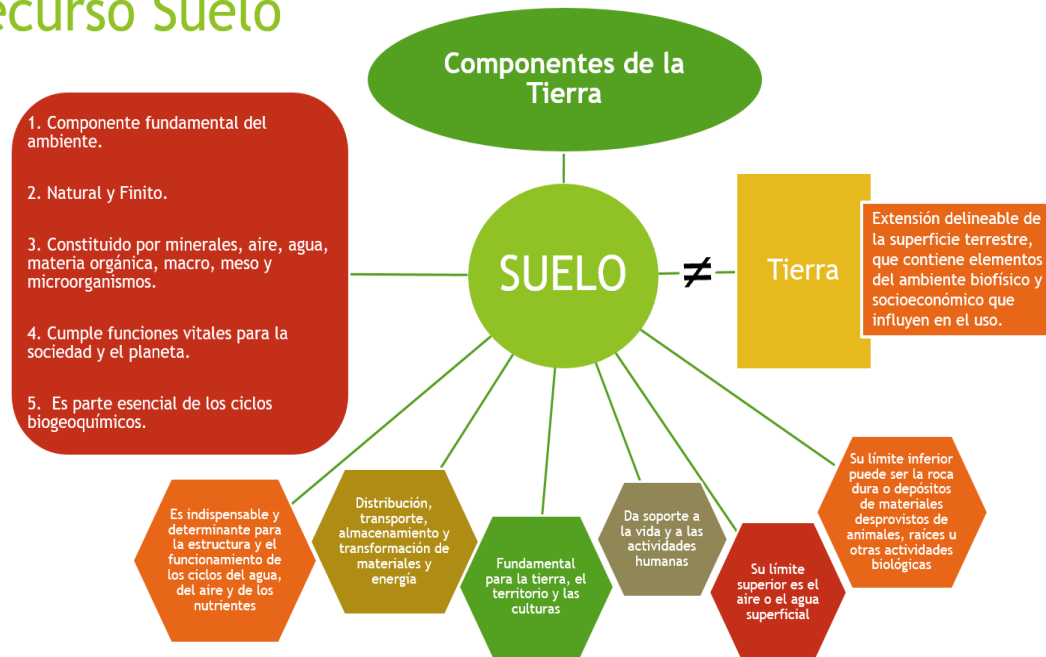 ecurso Suelo
Componentes de la
Tierra
1. Componente fundamental del
ambiente.
2. Natural y Finito.
3. Constituido por minerales, aire, agua,
materia orgánica, macro, meso y
microorganismos.
4. Cumple funciones vitales para la
sociedad y el planeta.
5. Es parte esencial de los ciclos
biogeoquímicos.
SUELO
≠
Tierra
Extensión delineable de
la superficie terrestre,
que contiene elementos
del ambiente biofísico y
socioeconómico que
influyen en el uso.
Es indispensable y
determinante para
la estructura y el
funcionamiento de
los ciclos del agua,
del aire y de los
nutrientes
Distribución,
transporte,
almacenamiento y
transformación de
materiales y
energía
Fundamental
para la tierra, el
territorio y las
culturas
Da soporte a
la vida y a las
actividades
humanas
Su límite
superior es el
aire o el agua
superficial
Su límite inferior
puede ser la roca
dura o depósitos
de materiales
desprovistos de
animales, raíces u
otras actividades
biológicas